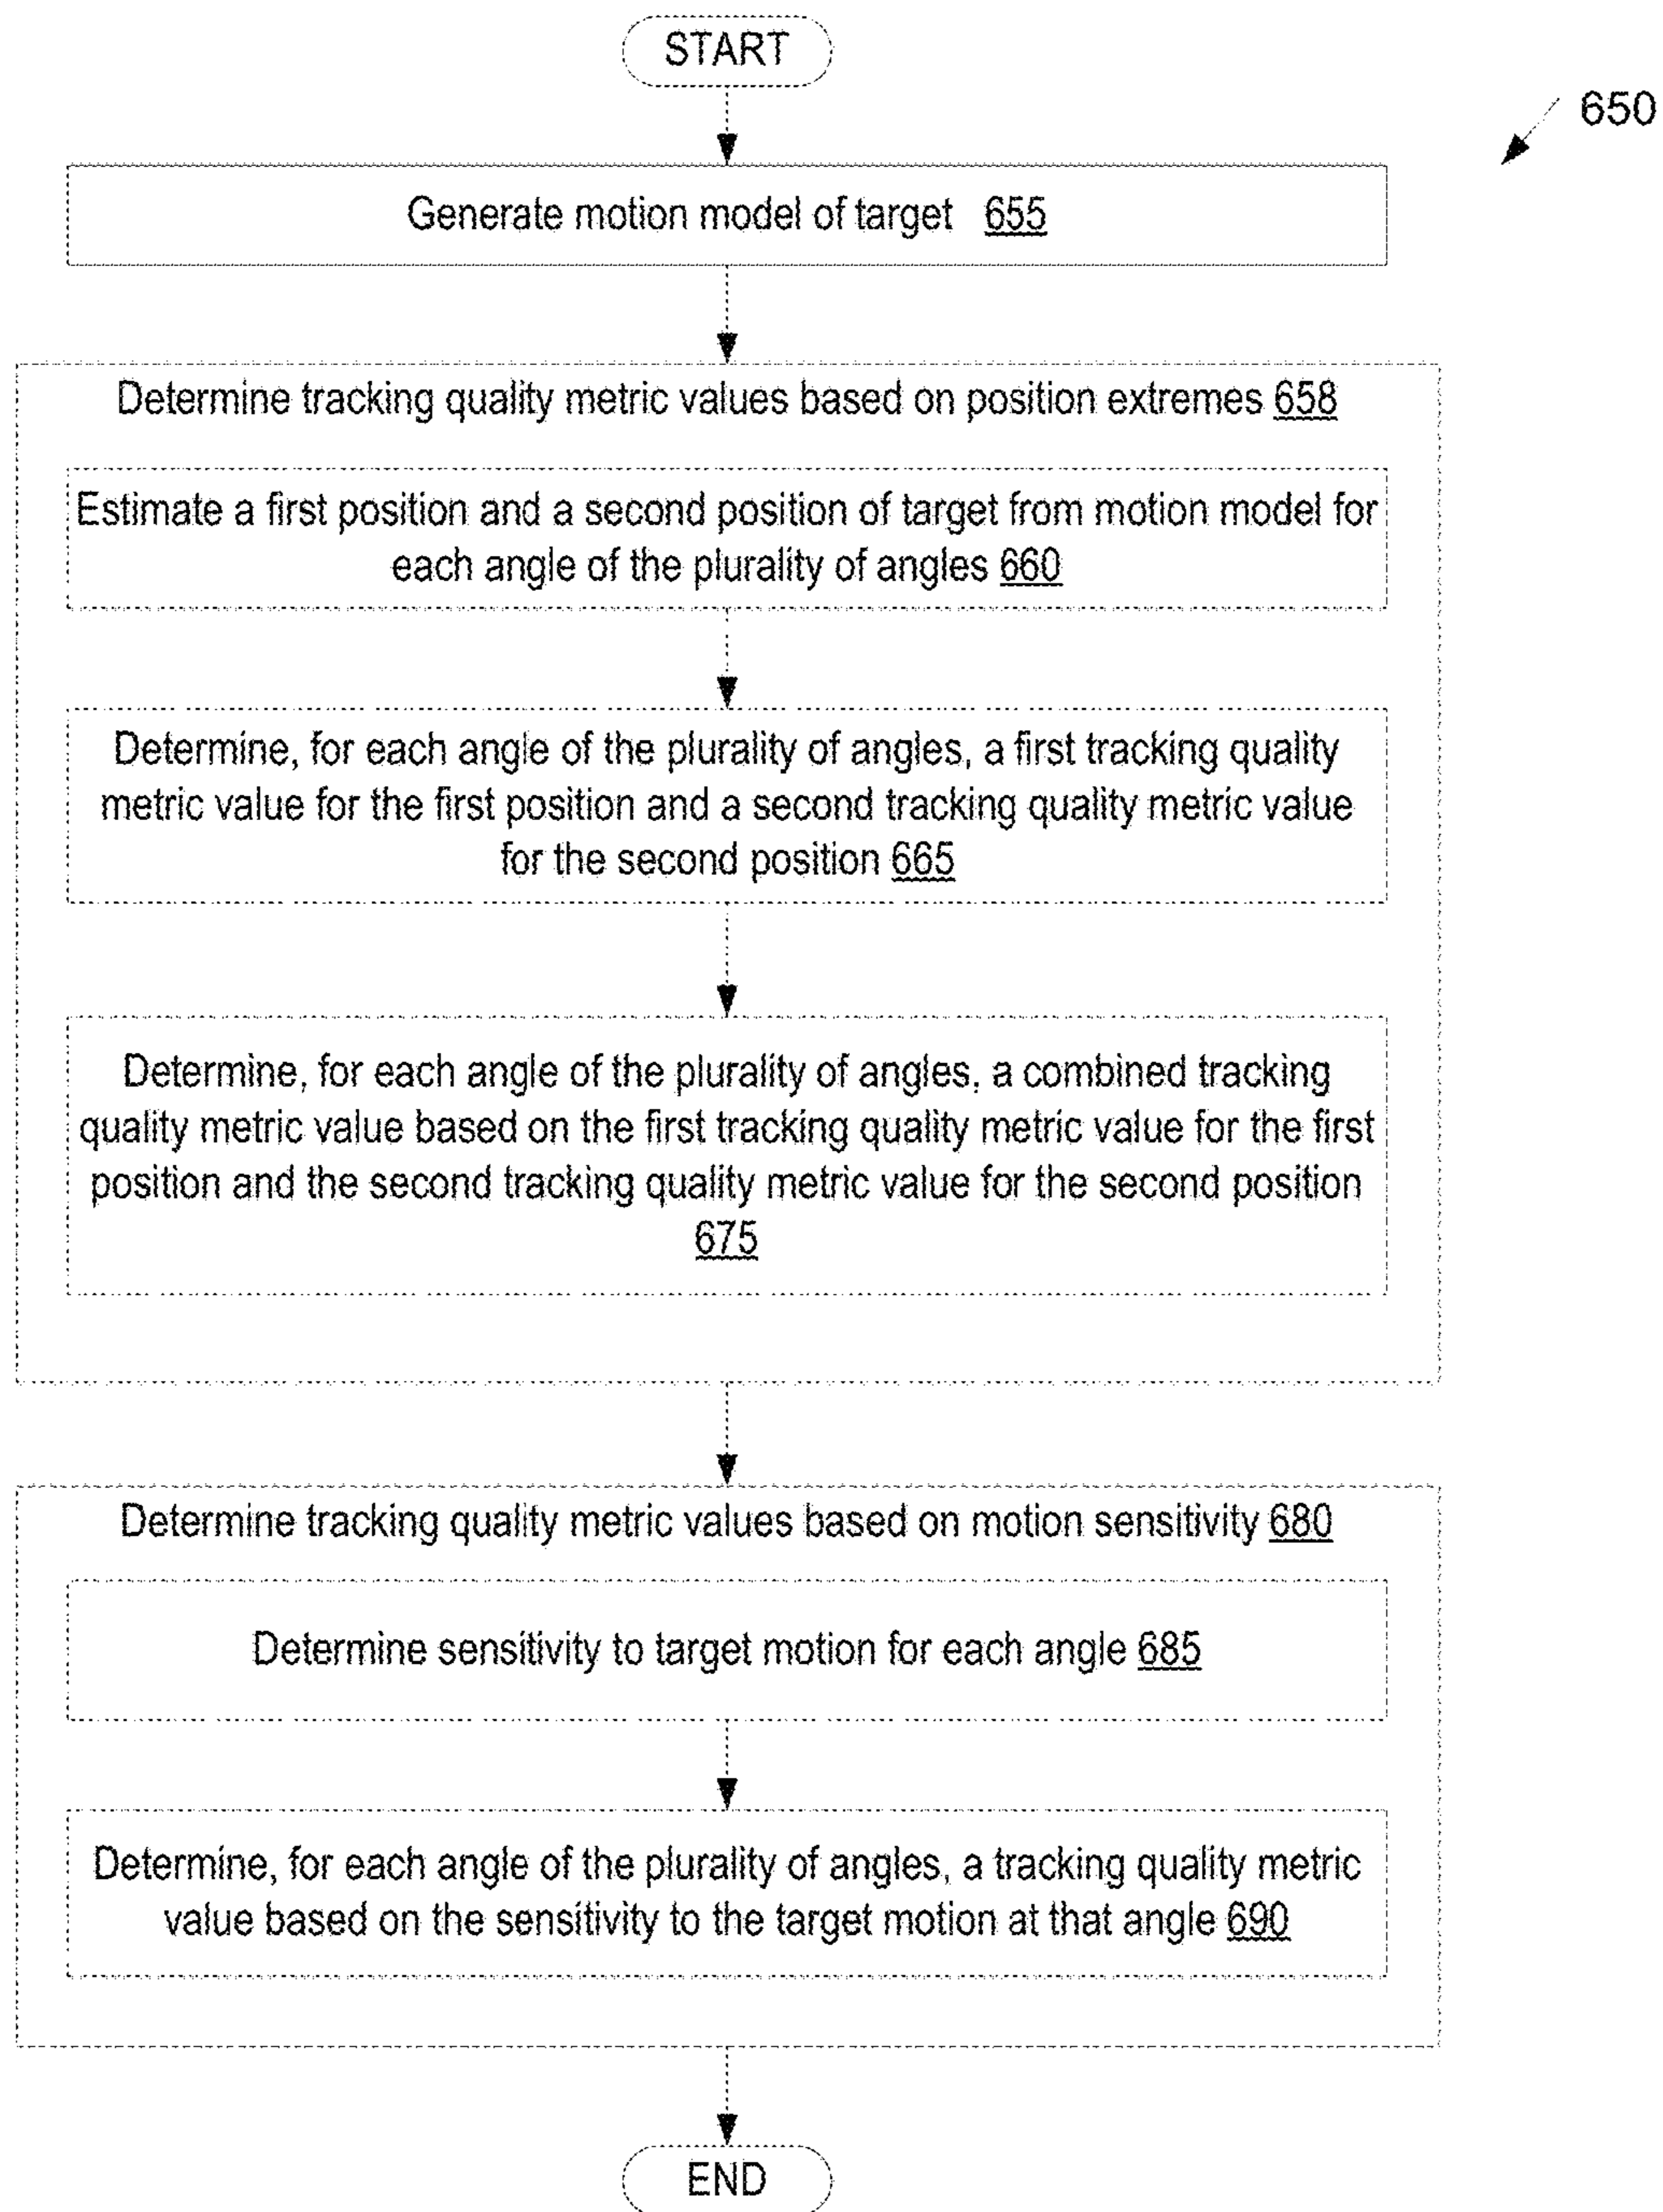 START
650
Generate motion model of target 655
Determine tracking quality metric values based on position extremes 658
Estimate a first position and a second position of target from motion model for
each angle of the plurality of angles 660
Determine, for each angle of the plurality of angles, a first tracking quality
metric value for the first position and a second tracking quality metric value
for the second position 665
Determine, for each angle of the plurality of angles, a combined tracking
quality metric value based on the first tracking quality metric value for the first
position and the second tracking quality metric value for the second position
675
Determine tracking quality metric values based on motion sensitivity 680
Determine sensitivity to target motion for each angle 685
Determine, for each angle of the plurality of angles, a tracking quality metric
value based on the sensitivity to the target motion at that angle 690
END